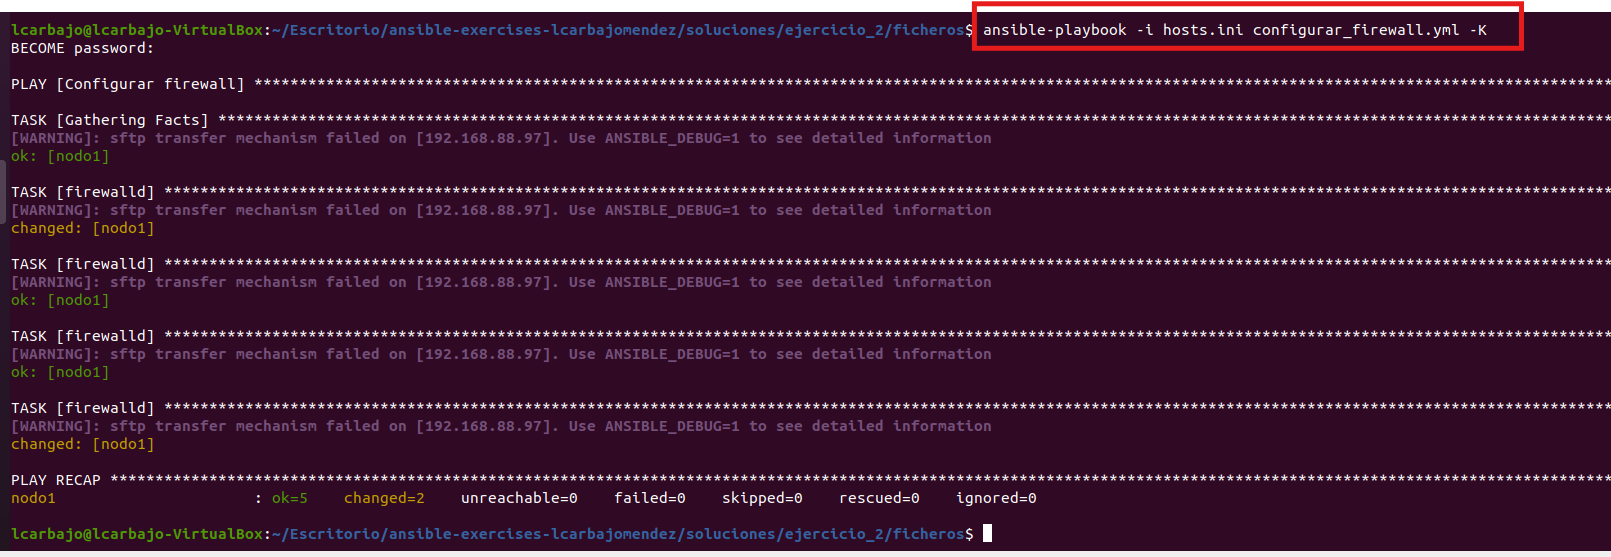 lcarbajo@lcarbajo-VirtualBox:~/Escritorio/ansible-exercises-lcarbajomendez/soluciones/ejercicio_2/ficheros$ ansible-playbook -i hosts.ini configurar_firewall.yml -K
BECOME password:
PLAY [Configurar firewall] ****************************************************************************************************************************************************
TASK [Gathering Facts] ********************************************************************************************************************************************************
[WARNING]: sftp transfer mechanism failed on [192.168.88.97]. Use ANSIBLE_DEBUG=1 to see detailed information
ok: [nodo1]
TASK [firewalld] **************************************************************************************************************************************************************
[WARNING]: sftp transfer mechanism failed on [192.168.88.97]. Use ANSIBLE_DEBUG=1 to see detailed information
changed: [nodo1]
TASK [firewalld] **************************************************************************************************************************************************************
[WARNING]: sftp transfer mechanism failed on [192.168.88.97]. Use ANSIBLE_DEBUG=1 to see detailed information
ok: [nodo1]
TASK [firewalld] **************************************************************************************************************************************************************
[WARNING]: sftp transfer mechanism failed on [192.168.88.97]. Use ANSIBLE_DEBUG=1 to see detailed information
ok: [nodo1]
TASK [firewalld] **************************************************************************************************************************************************************
[WARNING]: sftp transfer mechanism failed on [192.168.88.97]. Use ANSIBLE_DEBUG=1 to see detailed information
changed: [nodo1]
PLAY RECAP ********************************************************************************************************************************************************************
nodo1                      : ok=5    changed=2    unreachable=0    failed=0    skipped=0    rescued=0    ignored=0
lcarbajo@lcarbajo-VirtualBox:~/Escritorio/ansible-exercises-lcarbajomendez/soluciones/ejercicio_2/ficheros$